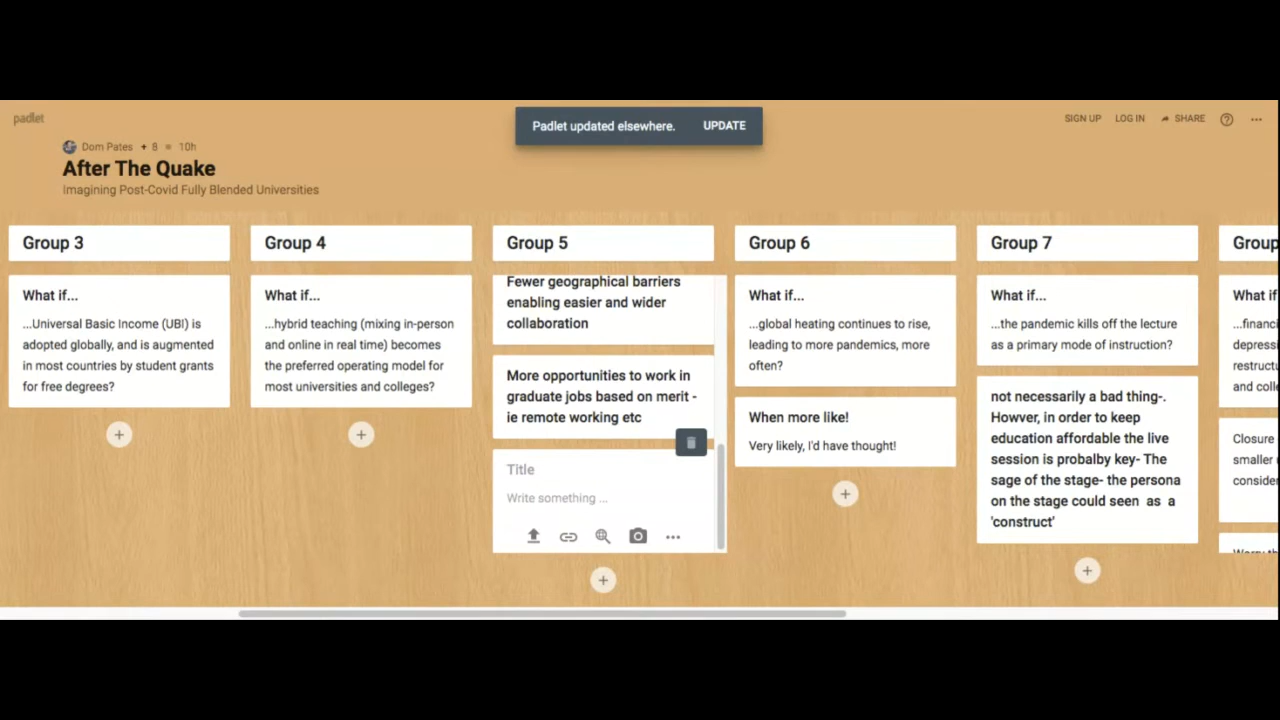 padlet
Padlet updated elsewhere. UPDATE
SIGN UP LOG IN SHARE
Dom Pates + 8 10h
After The Quake
Imagining Post-Covid Fully Blended Universities
Group 3
What if...
...Universal Basic Income (UBI) is
adopted globally, and is augmented
in most countries by student grants
for free degrees?
Group 4
What if...
...hybrid teaching (mixing in-person
and online in real time) becomes
the preferred operating model for
most universities and colleges?
Group 5
Fewer geographical barriers
enabling easier and wider
collaboration
More opportunities to work in
graduate jobs based on merit -
ie remote working etc
Title
Write something ...
Group 6
What if...
...global heating continues to rise,
leading to more pandemics, more
often?
When more like!
Very likely, I'd have thought!
Group 7
What if...
...the pandemic kills off the lecture
as a primary mode of instruction?
not necessarily a bad thing-.
Howver, in order to keep
education affordable the live
session is probalby key- The
sage of the stage- the persona
on the stage could seen as a
'construct'
Group
What if
...financi
depressi
restructu
and colle
Closure
smaller
consider